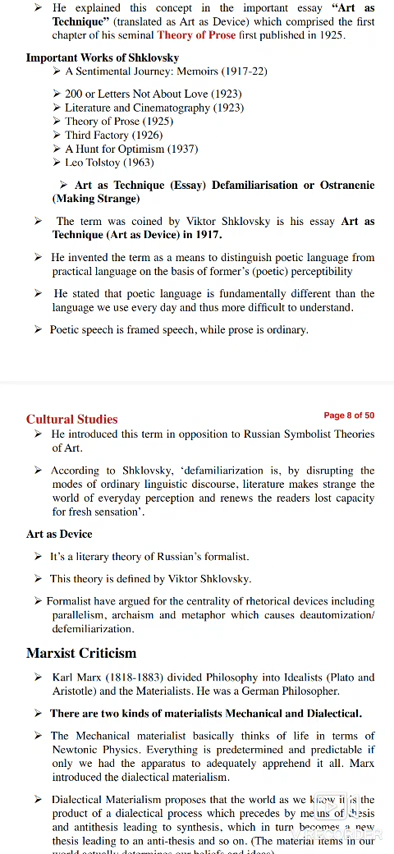 ➢ He explained this concept in the important essay “Art as
Technique” (translated as Art as Device) which comprised the first
chapter of his seminal Theory of Prose first published in 1925.
Important Works of Shklovsky
➢ A Sentimental Journey: Memoirs (1917-22)
➢ 200 or Letters Not About Love (1923)
➢ Literature and Cinematography (1923)
➢ Theory of Prose (1925)
➢ Third Factory (1926)
➢ A Hunt for Optimism (1937)
➢ Leo Tolstoy (1963)
➢ Art as Technique (Essay) Defamiliarisation or Ostranenie
(Making Strange)
➢ The term was coined by Viktor Shklovsky is his essay Art as
Technique (Art as Device) in 1917.
➢ He invented the term as a means to distinguish poetic language from
practical language on the basis of former’s (poetic) perceptibility
➢ He stated that poetic language is fundamentally different than the
language we use every day and thus more difficult to understand.
➢ Poetic speech is framed speech, while prose is ordinary.
Cultural Studies
Page 8 of 50
➢ He introduced this term in opposition to Russian Symbolist Theories
of Art.
➢ According to Shklovsky, ‘defamiliarization is, by disrupting the
modes of ordinary linguistic discourse, literature makes strange the
world of everyday perception and renews the readers lost capacity
for fresh sensation’.
Art as Device
➢ It’s a literary theory of Russian’s formalist.
➢ This theory is defined by Viktor Shklovsky.
➢ Formalist have argued for the centrality of rhetorical devices including
parallelism, archaism and metaphor which causes deautomization/
defemiliarization.
Marxist Criticism
➢ Karl Marx (1818-1883) divided Philosophy into Idealists (Plato and
Aristotle) and the Materialists. He was a German Philosopher.
➢ There are two kinds of materialists Mechanical and Dialectical.
➢ The Mechanical materialist basically thinks of life in terms of
Newtonic Physics. Everything is predetermined and predictable if
only we had the apparatus to adequately apprehend it all. Marx
introduced the dialectical materialism.
➢ Dialectical Materialism proposes that the world as we know it is the
product of a dialectical process which precedes by means of thesis
and antithesis leading to synthesis, which in turn becomes a new
thesis leading to an anti-thesis and so on. (The material items in our
world actually determines our beliefs and ideas)
RECORDER